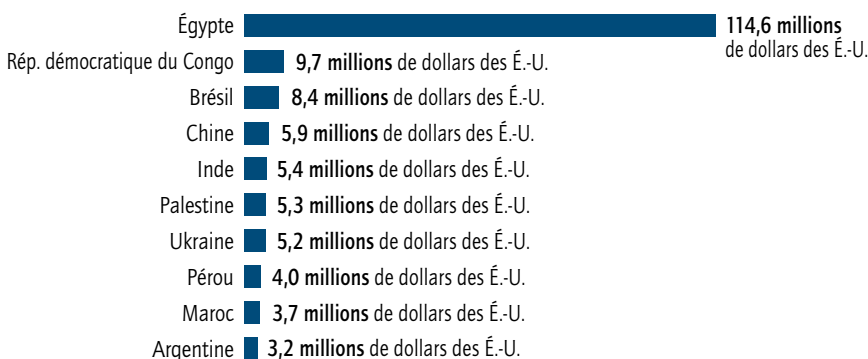 Égypte 114,6 millions
de dollars des É.-U.
Rép. démocratique du Congo 9,7 millions de dollars des É.-U.
Brésil 8,4 millions de dollars des É.-U.
Chine 5,9 millions de dollars des É.-U.
Inde 5,4 millions de dollars des É.-U.
Palestine 5,3 millions de dollars des É.-U.
Ukraine 5,2 millions de dollars des É.-U.
Pérou 4,0 millions de dollars des É.-U.
Maroc 3,7 millions de dollars des É.-U.
Argentine 3,2 millions de dollars des É.-U.